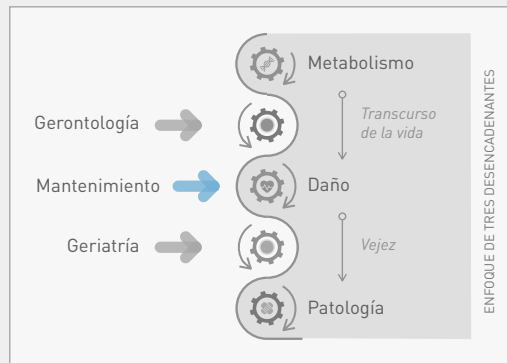 Metabolismo
Gerontología
Transcurso
de la vida
Mantenimiento
Daño
Geriatría
Vejez
Patología
ENFOQUE DE TRES DESENCADENANTES